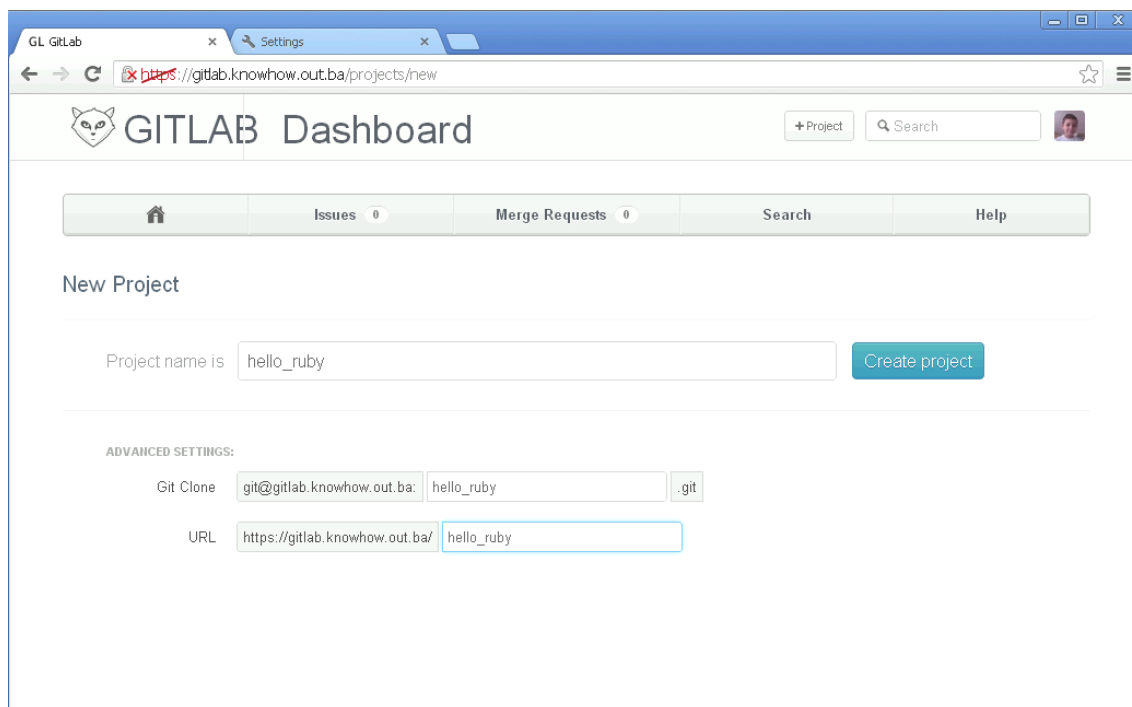 GL GitLab Settings
https://gitlab.knowhow.out.ba/projects/new
GITLAB Dashboard +Project Search
Issues 0 Merge Requests 0 Search Help
New Project
Project name is hello_ruby Create project
ADVANCED SETTINGS:
Git Clone git@gitlab.knowhow.out.ba: hello_ruby .git
URL https://gitlab.knowhow.out.ba/ hello_ruby